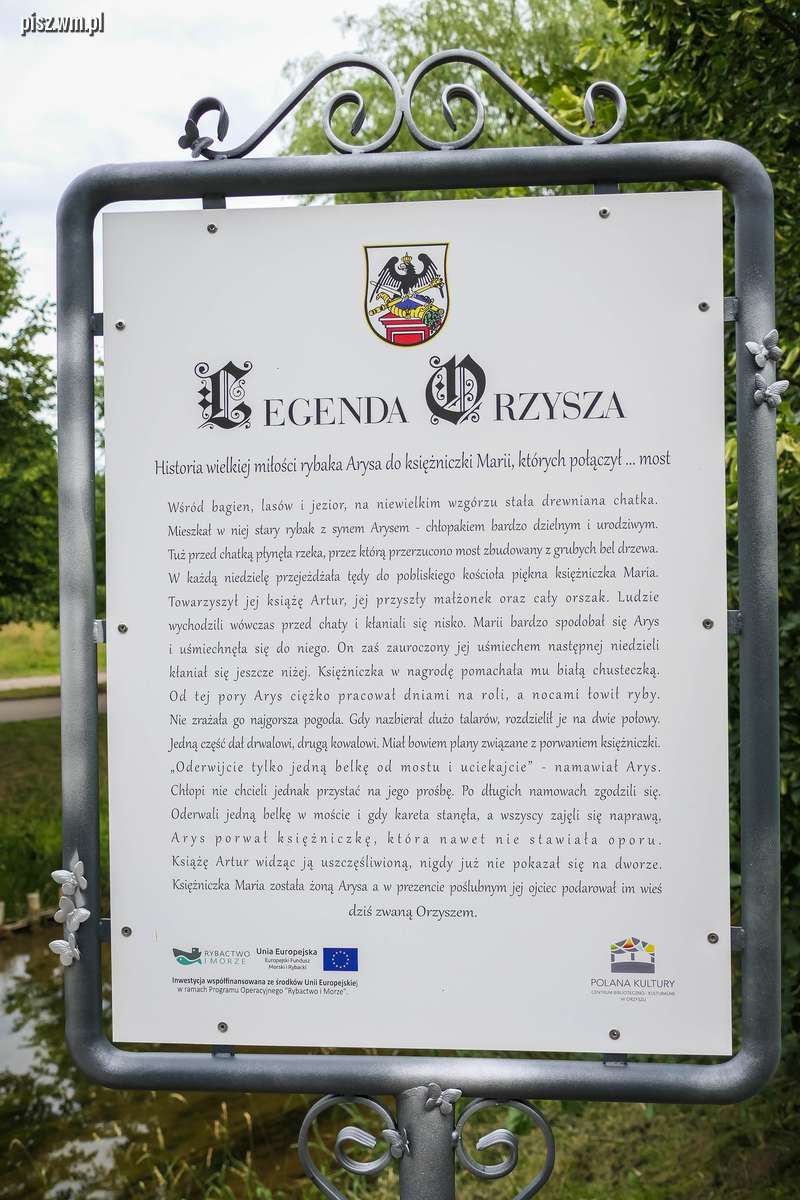 pisz.wm.pl
LEGENDA ORZYSZA
Historia wielkiej miłości rybaka Arysa do księżniczki Marii, których połączył ... most
Wśród bagien, lasów i jezior, na niewielkim wzgórzu stała drewniana chatka.
Mieszkał w niej stary rybak z synem Arysem - chłopakiem bardzo dzielnym i urodziwym.
Tuż przed chatką płynęła rzeka, przez którą przerzucono most zbudowany z grubych bel drzewa.
W każdą niedzielę przejeżdżała tędy do pobliskiego kościoła piękna księżniczka Maria.
Towarzyszył jej książę Artur, jej przyszły małżonek oraz cały orszak. Ludzie
wychodzili wówczas przed chaty i kłaniali się nisko. Marii bardzo spodobał się Arys
i uśmiechnęła się do niego. On zaś zauroczony jej uśmiechem następnej niedzieli
kłaniał się jeszcze niżej. Księżniczka w nagrodę pomachała mu białą chusteczką.
Od tej pory Arys ciężko pracował dniami na roli, a nocami łowił ryby.
Nie zrażała go najgorsza pogoda. Gdy nazbierał dużo talarów, rozdzielił je na dwie połowy.
Jedną część dał drwalowi, drugą kowalowi. Miał bowiem plany związane z porwaniem księżniczki.
„Oderwijcie tylko jedną belkę od mostu i uciekajcie” - namawiał Arys.
Chłopi nie chcieli jednak przystać na jego prośbę. Po długich namowach zgodzili się.
Oderwali jedną belkę w moście i gdy kareta stanęła, a wszyscy zajęli się naprawą,
Arys porwał księżniczkę, która nawet nie stawiała oporu.
Książę Artur widząc ją uszczęśliwioną, nigdy już nie pokazał się na dworze.
Księżniczka Maria została żoną Arysa a w prezencie poślubnym jej ojciec podarował im wieś
dziś zwaną Orzyszem.
RYBACTWO
I MORZE
Unia Europejska
Europejski Fundusz
Morski i Rybacki
Inwestycja współfinansowana ze środków Unii Europejskiej
w ramach Programu Operacyjnego "Rybactwo i Morze".
POLANA KULTURY
CENTRUM BIBLIOTECZNO - KULTURALNE
W ORZYSZU